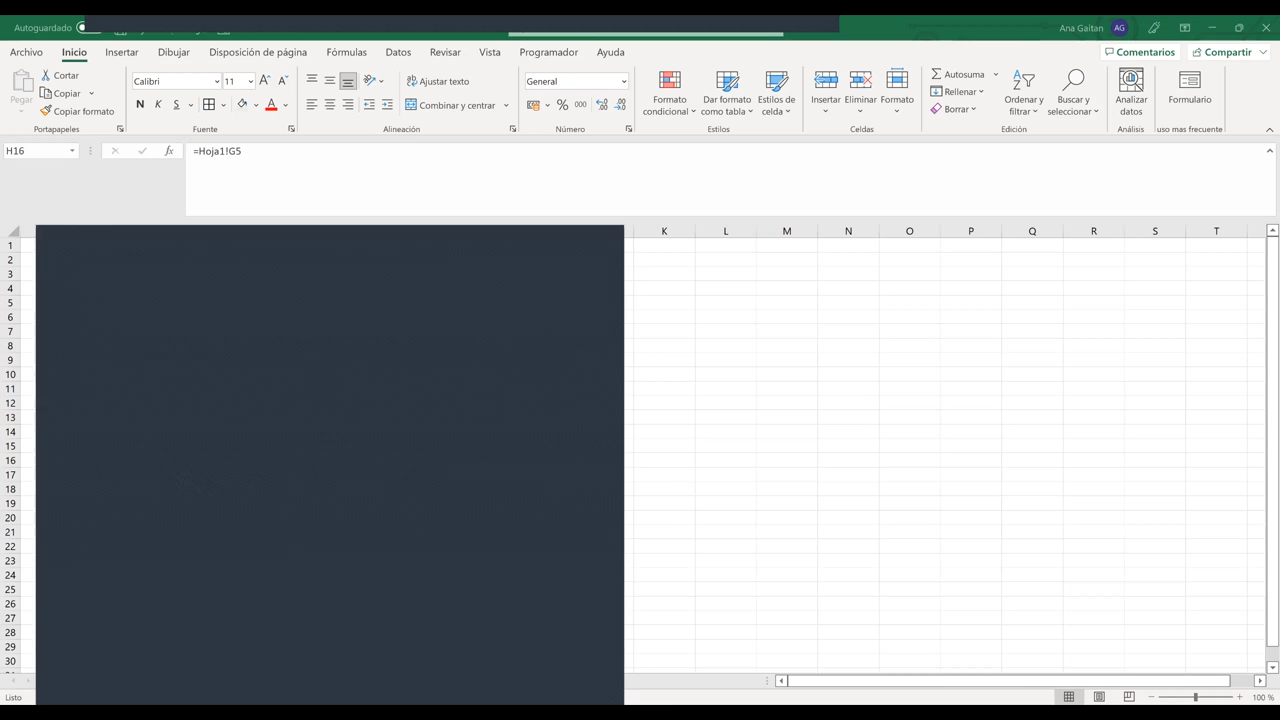 Autoguardado
Ana Gaitan AG
Archivo Inicio Insertar Dibujar Disposición de página Fórmulas Datos Revisar Vista Programador Ayuda Comentarios Compartir
Pegar
Cortar
Copiar
Copiar formato
Portapapeles
Calibri 11
N K S A
Fuente
Ajustar texto
Combinar y centrar
Alineación
General
% 000
Número
Formato condicional
Dar formato como tabla
Estilos de celda
Estilos
Insertar Eliminar Formato
Celdas
Autosuma
Rellenar
Borrar
Ordenar y filtrar
Buscar y seleccionar
Edición
Analizar datos
Análisis
Formulario
uso mas frecuente
H16 fx =Hoja1!G5
K L M N O P Q R S T
1
2
3
4
5
6
7
8
9
10
11
12
13
14
15
16
17
18
19
20
21
22
23
24
25
26
27
28
29
30
Listo
100 %